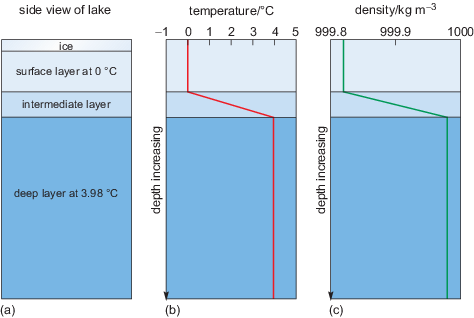 side view of lake
ice
surface layer at 0 °C
intermediate layer
deep layer at 3.98 °C
(a)
temperature/°C
−1 0 1 2 3 4 5
depth increasing
(b)
density/kg m⁻³
999.8 999.9 1000
depth increasing
(c)